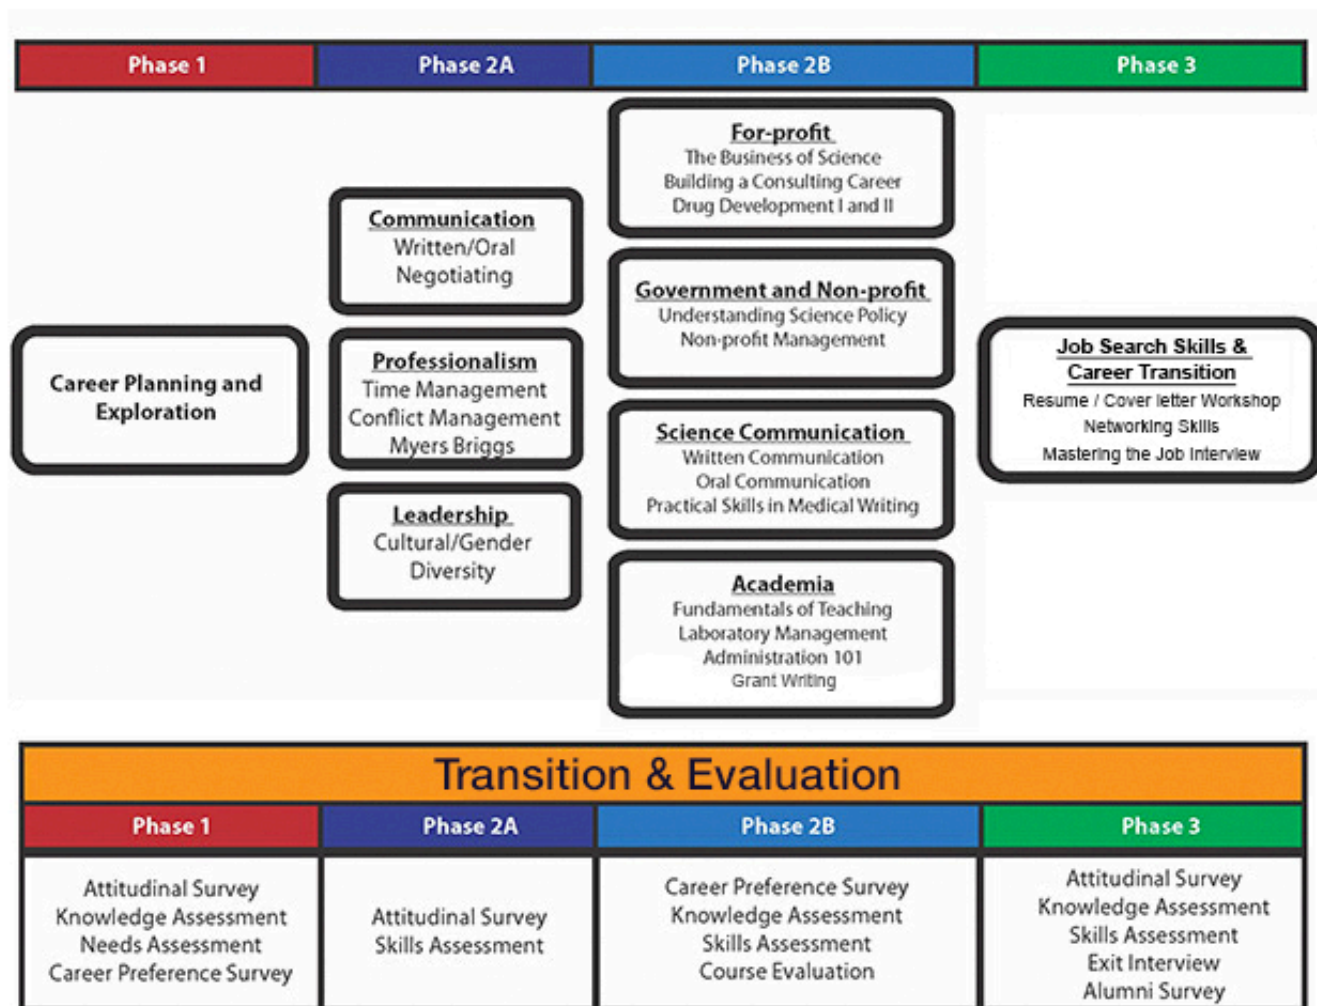 Phase 1
Phase 2A
Phase 2B
Phase 3
Career Planning and
Exploration
Communication
Written/Oral
Negotiating
Professionalism
Time Management
Conflict Management
Myers Briggs
Leadership
Cultural/Gender
Diversity
For-profit
The Business of Science
Building a Consulting Career
Drug Development I and II
Government and Non-profit
Understanding Science Policy
Non-profit Management
Science Communication
Written Communication
Oral Communication
Practical Skills in Medical Writing
Academia
Fundamentals of Teaching
Laboratory Management
Administration 101
Grant Writing
Job Search Skills &
Career Transition
Resume / Cover letter Workshop
Networking Skills
Mastering the Job Interview
Transition & Evaluation
Phase 1
Phase 2A
Phase 2B
Phase 3
Attitudinal Survey
Knowledge Assessment
Needs Assessment
Career Preference Survey
Attitudinal Survey
Skills Assessment
Career Preference Survey
Knowledge Assessment
Skills Assessment
Course Evaluation
Attitudinal Survey
Knowledge Assessment
Skills Assessment
Exit Interview
Alumni Survey